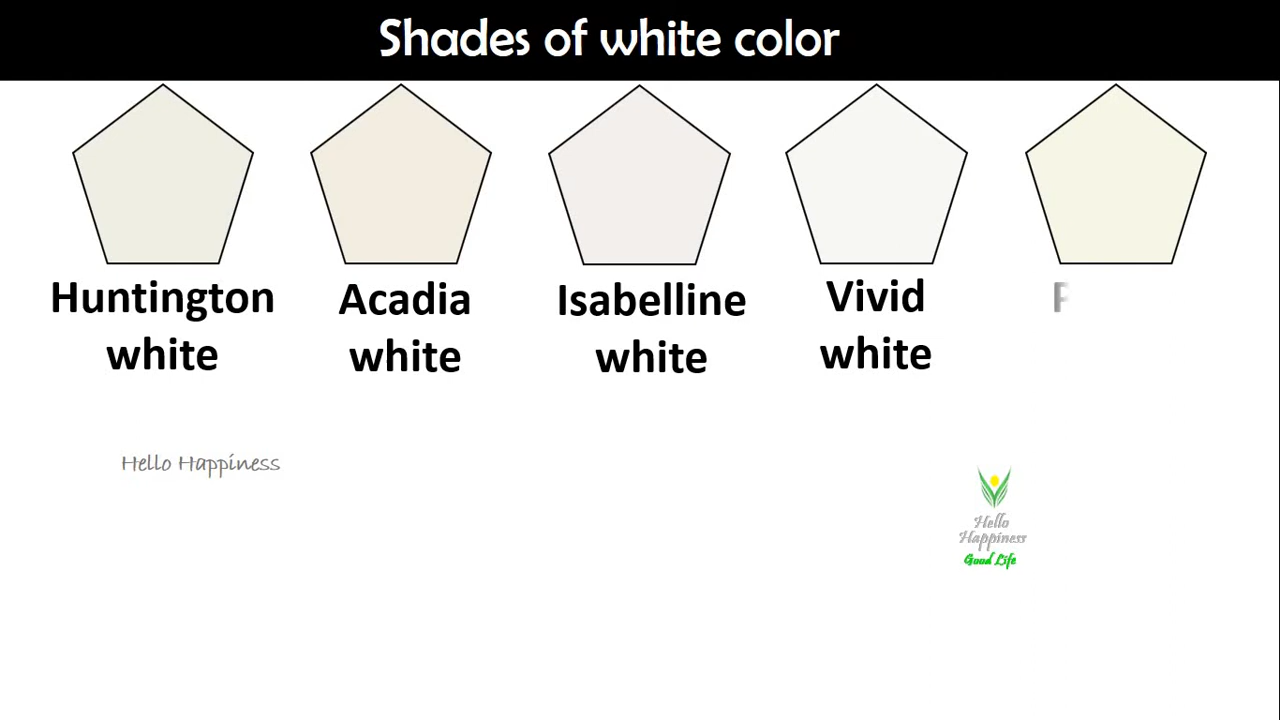 Shades of white color
Huntington
white
Acadia
white
Isabelline
white
Vivid
white
Hello Happiness
Hello
Happiness
Good Life